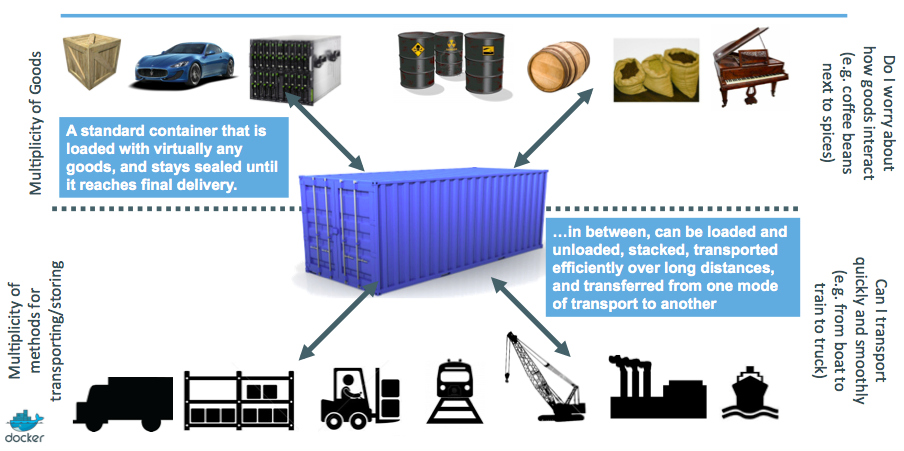 Multiplicity of Goods
A standard container that is
loaded with virtually any
goods, and stays sealed until
it reaches final delivery.
Do I worry about
how goods interact
(e.g. coffee beans
next to spices)
Multiplicity of
methods for
transporting/storing
…in between, can be loaded and
unloaded, stacked, transported
efficiently over long distances,
and transferred from one mode
of transport to another
Can I transport
quickly and smoothly
(e.g. from boat to
train to truck)
docker